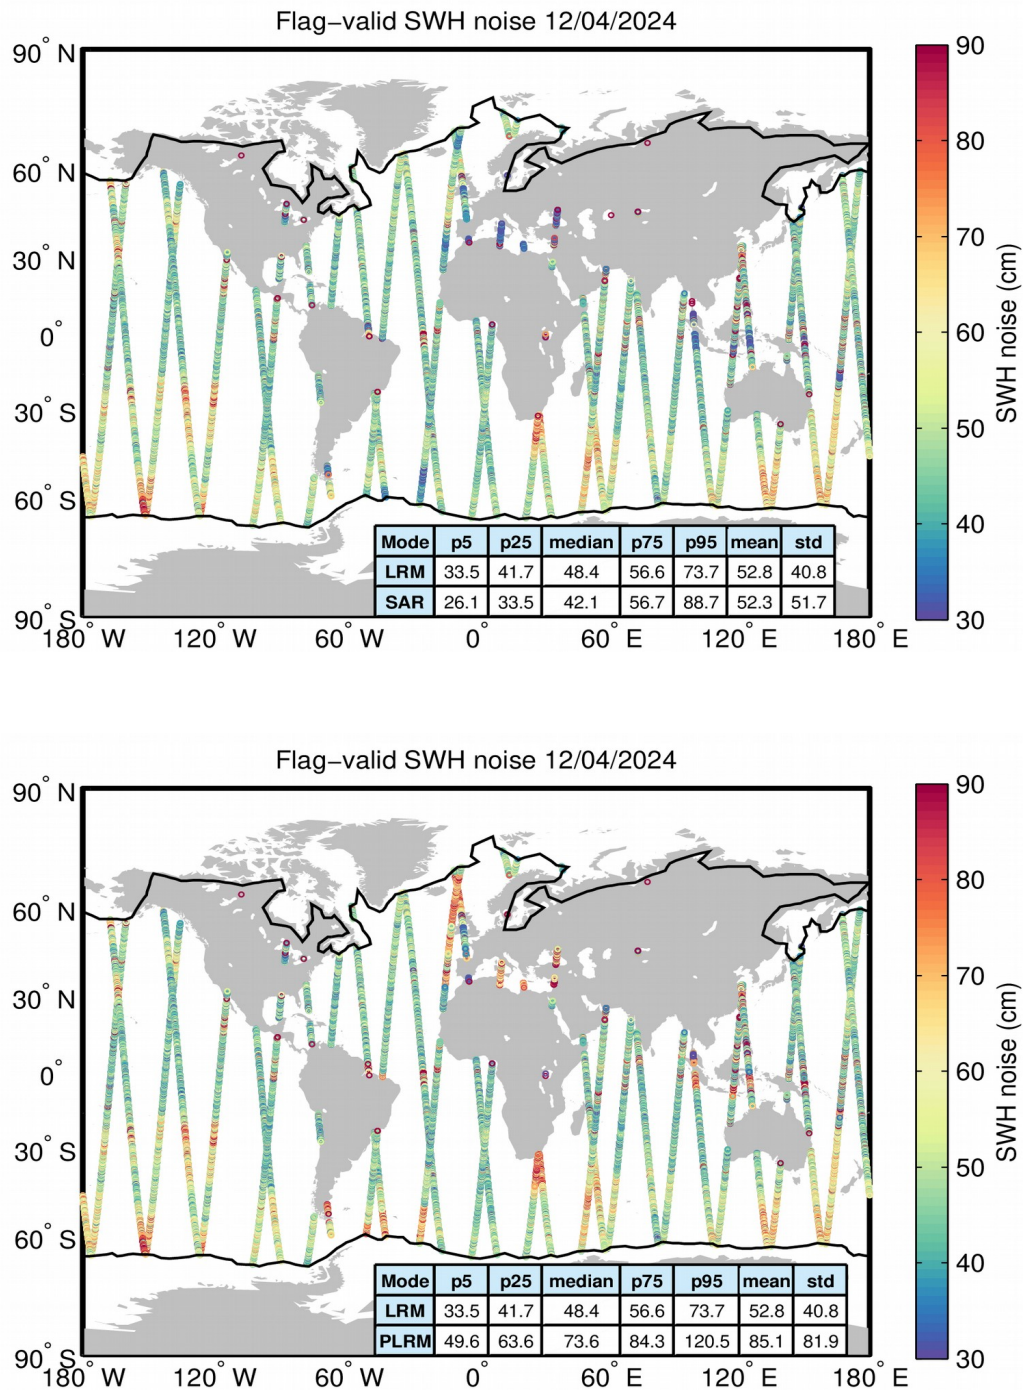 Flag−valid SWH noise 12/04/2024
90° N
60° N
30° N
0°
30° S
60° S
90° S
180° W 120° W 60° W 0° 60° E 120° E 180° E
90
80
70
60
50
40
30
SWH noise (cm)
Mode p5 p25 median p75 p95 mean std
LRM 33.5 41.7 48.4 56.6 73.7 52.8 40.8
SAR 26.1 33.5 42.1 56.7 88.7 52.3 51.7
Flag−valid SWH noise 12/04/2024
90° N
60° N
30° N
0°
30° S
60° S
90° S
180° W 120° W 60° W 0° 60° E 120° E 180° E
90
80
70
60
50
40
30
SWH noise (cm)
Mode p5 p25 median p75 p95 mean std
LRM 33.5 41.7 48.4 56.6 73.7 52.8 40.8
PLRM 49.6 63.6 73.6 84.3 120.5 85.1 81.9